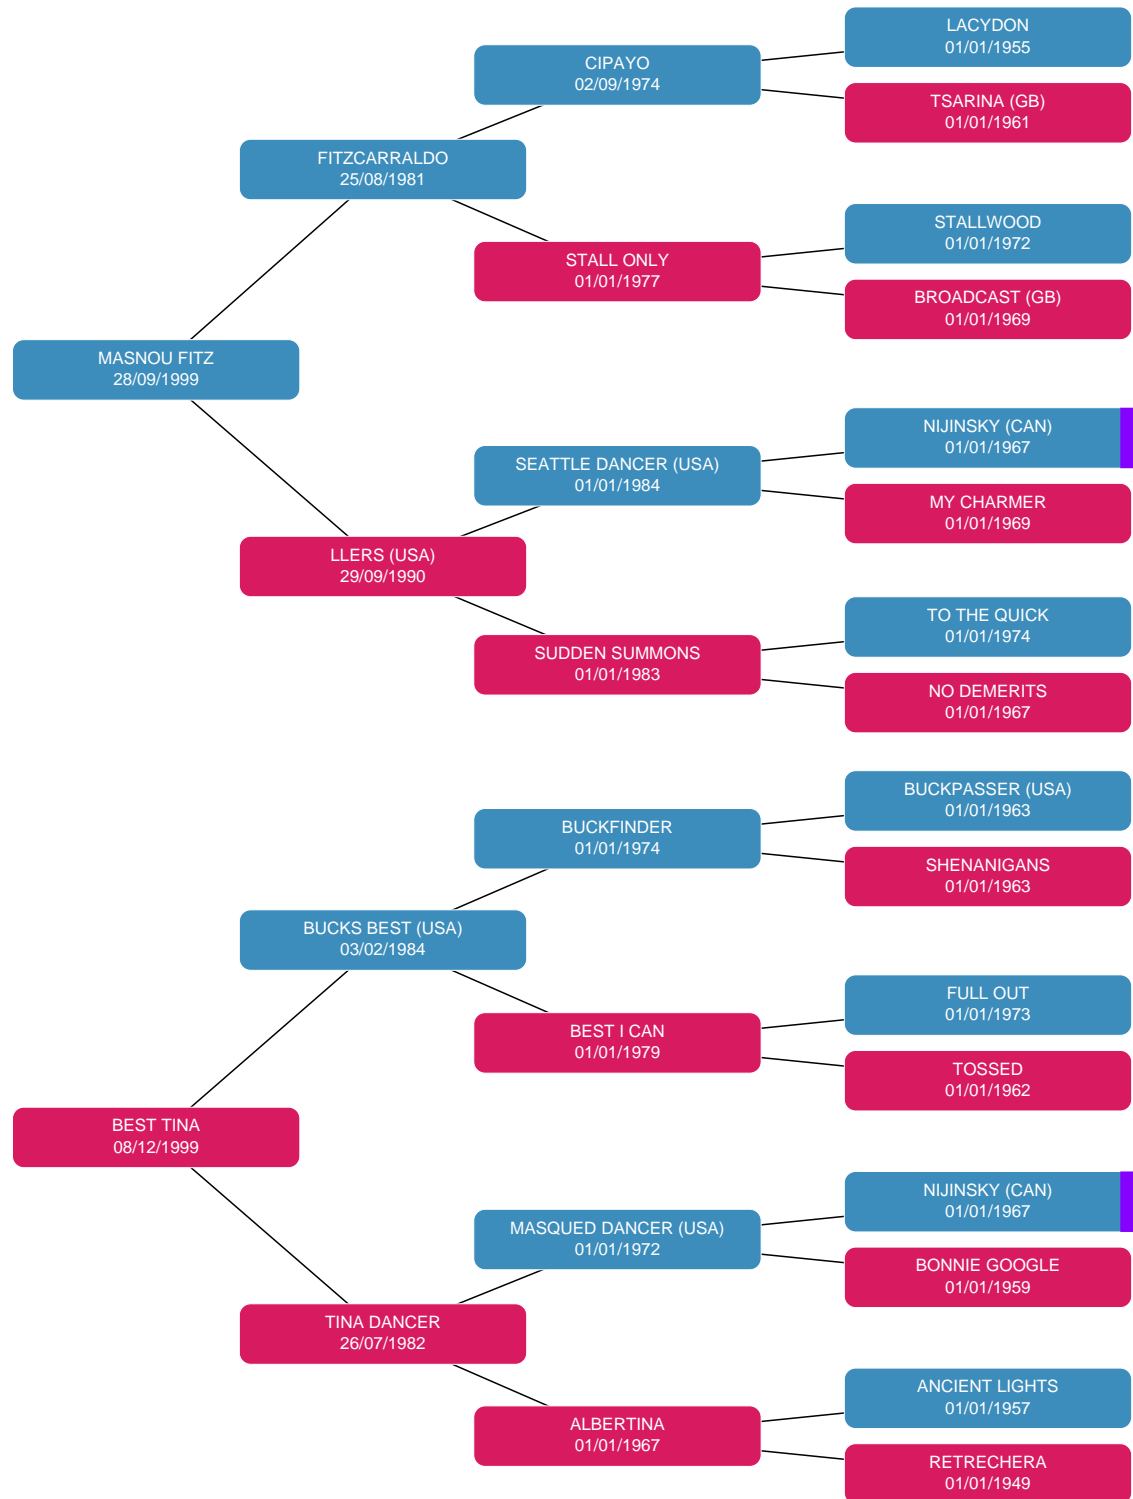 LACYDON
01/01/1955
CIPAYO
02/09/1974
TSARINA (GB)
01/01/1961
FITZCARRALDO
25/08/1981
STALLWOOD
01/01/1972
STALL ONLY
01/01/1977
BROADCAST (GB)
01/01/1969
MASNOU FITZ
28/09/1999
NIJINSKY (CAN)
01/01/1967
SEATTLE DANCER (USA)
01/01/1984
MY CHARMER
01/01/1969
LLERS (USA)
29/09/1990
TO THE QUICK
01/01/1974
SUDDEN SUMMONS
01/01/1983
NO DEMERITS
01/01/1967
BUCKPASSER (USA)
01/01/1963
BUCKFINDER
01/01/1974
SHENANIGANS
01/01/1963
BUCKS BEST (USA)
03/02/1984
FULL OUT
01/01/1973
BEST I CAN
01/01/1979
TOSSED
01/01/1962
BEST TINA
08/12/1999
NIJINSKY (CAN)
01/01/1967
MASQUED DANCER (USA)
01/01/1972
BONNIE GOOGLE
01/01/1959
TINA DANCER
26/07/1982
ANCIENT LIGHTS
01/01/1957
ALBERTINA
01/01/1967
RETRECHERA
01/01/1949